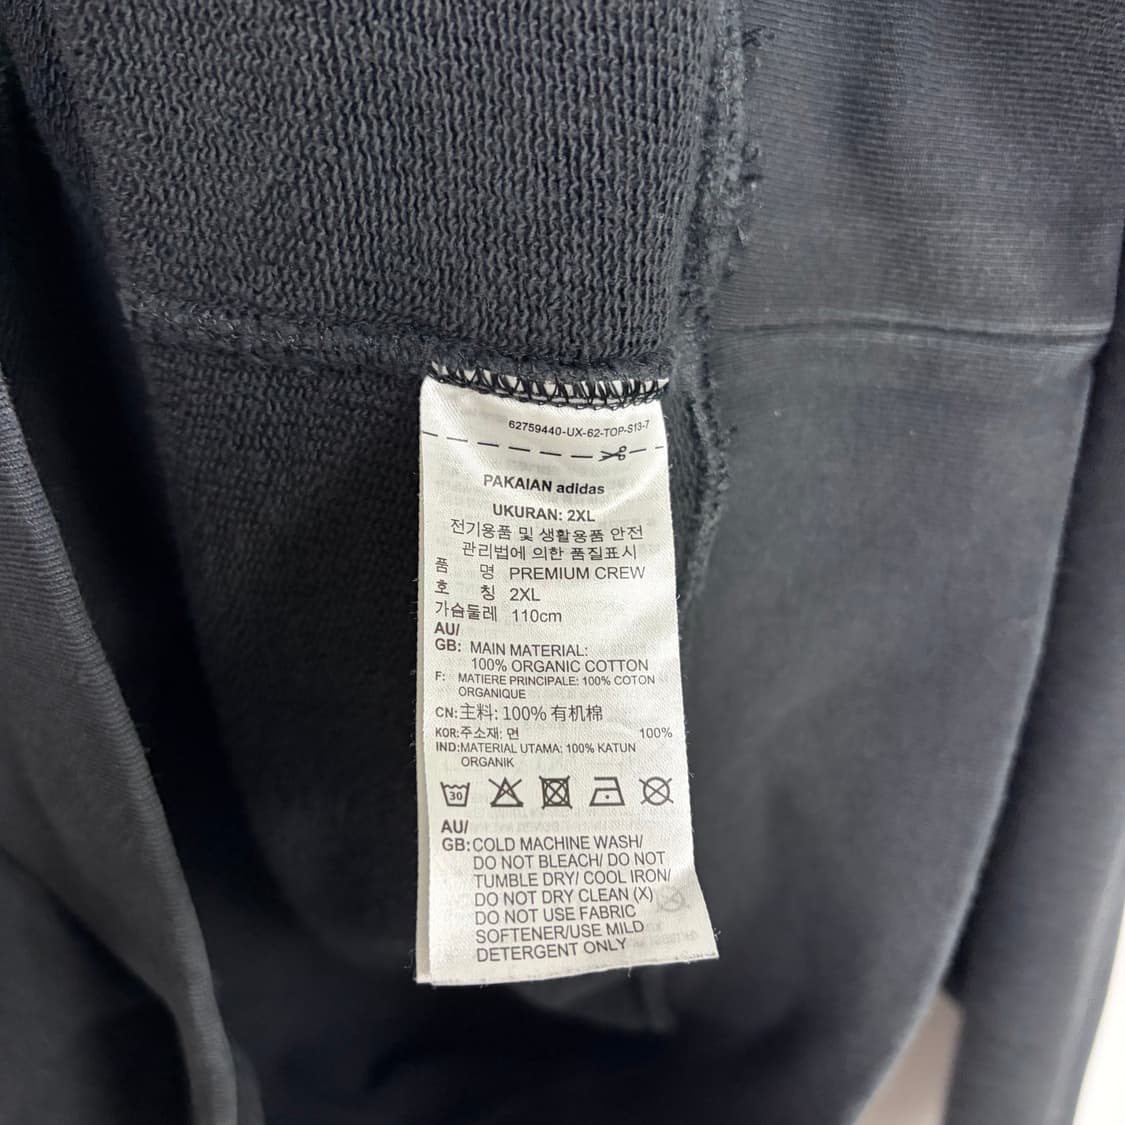 62759440-UX-62-TOP-S13-7
PAKAIAN adidas
UKURAN: 2XL
전기용품 및 생활용품 안전
관리법에 의한 품질표시
품 명 PREMIUM CREW
호 칭 2XL
가슴둘레 110cm
AU/
GB: MAIN MATERIAL:
100% ORGANIC COTTON
F: MATIERE PRINCIPALE: 100% COTON
ORGANIQUE
CN:主料: 100% 有机棉
KOR:주소재: 면 100%
IND:MATERIAL UTAMA: 100% KATUN
ORGANIK
30
AU/
GB:COLD MACHINE WASH/
DO NOT BLEACH/ DO NOT
TUMBLE DRY/ COOL IRON/
DO NOT DRY CLEAN (X)
DO NOT USE FABRIC
SOFTENER/USE MILD
DETERGENT ONLY